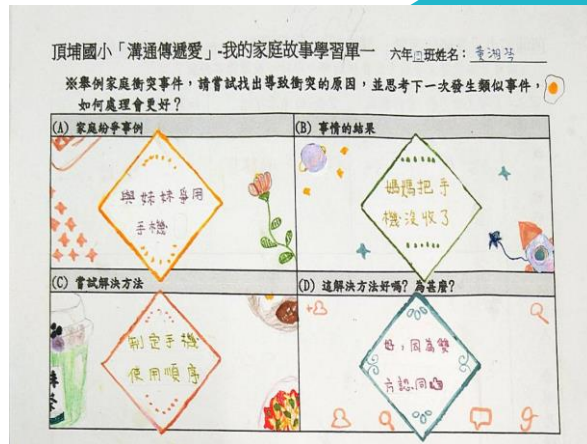 頂埔國小「溝通傳遞愛」-我的家庭故事學習單一 六年四班姓名：黃湘芩
※舉例家庭衝突事件，請嘗試找出導致衝突的原因，並思考下一次發生類似事件，
如何處理會更好？
(A) 家庭紛爭事例
(B) 事情的結果
與妹妹爭用
手機
媽媽把手
機沒收了
(C) 嘗試解決方法
(D) 這解決方法好嗎？為甚麼？
制定手機
使用順序
好，因為雙
方認同